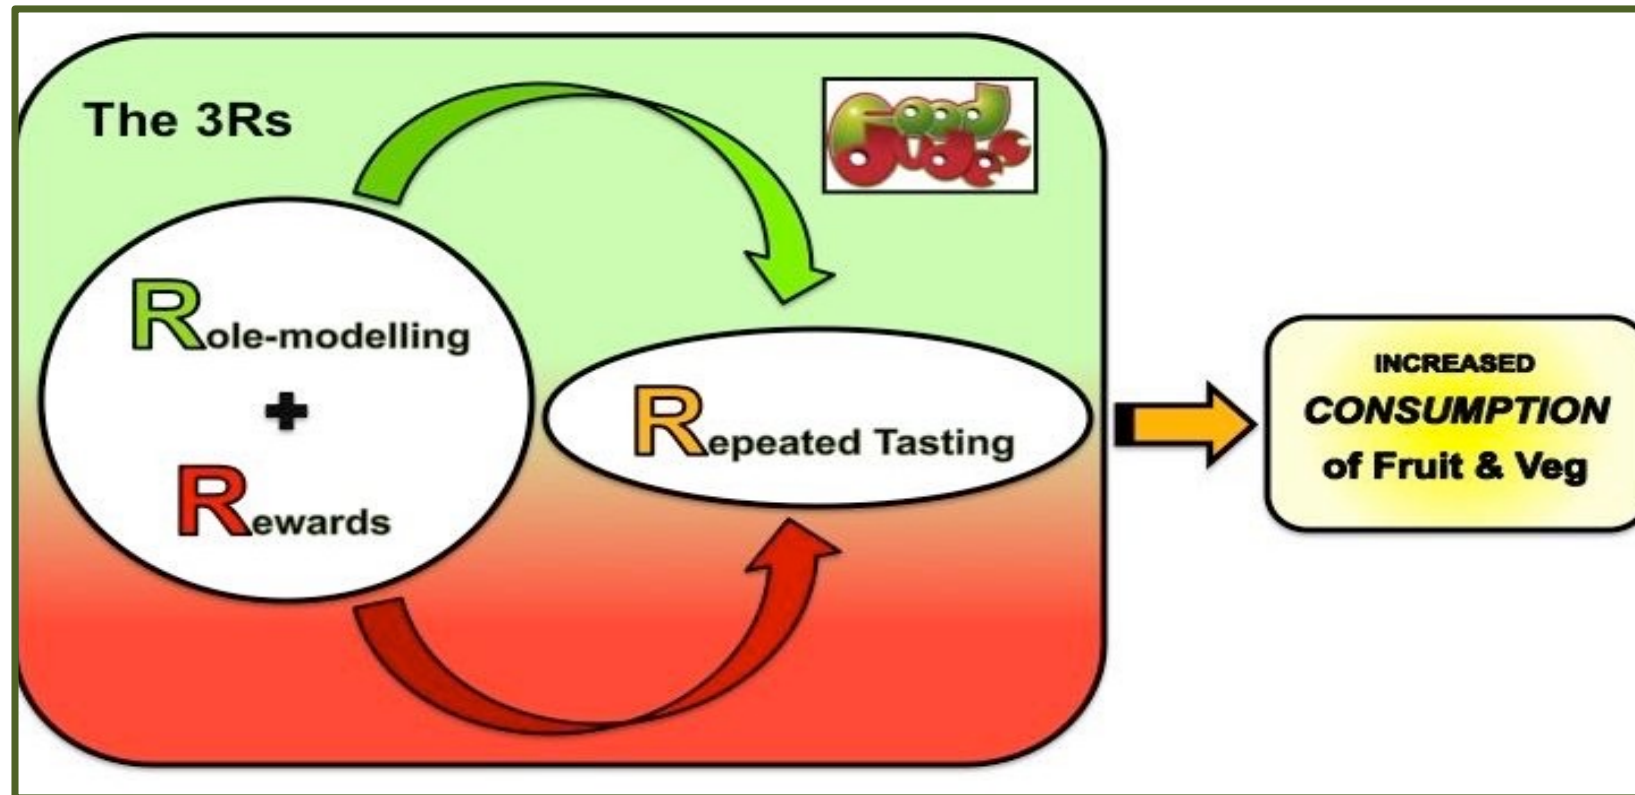 The 3Rs
Food
Dudes
Role-modelling
+
Rewards
Repeated Tasting
INCREASED
CONSUMPTION
of Fruit & Veg